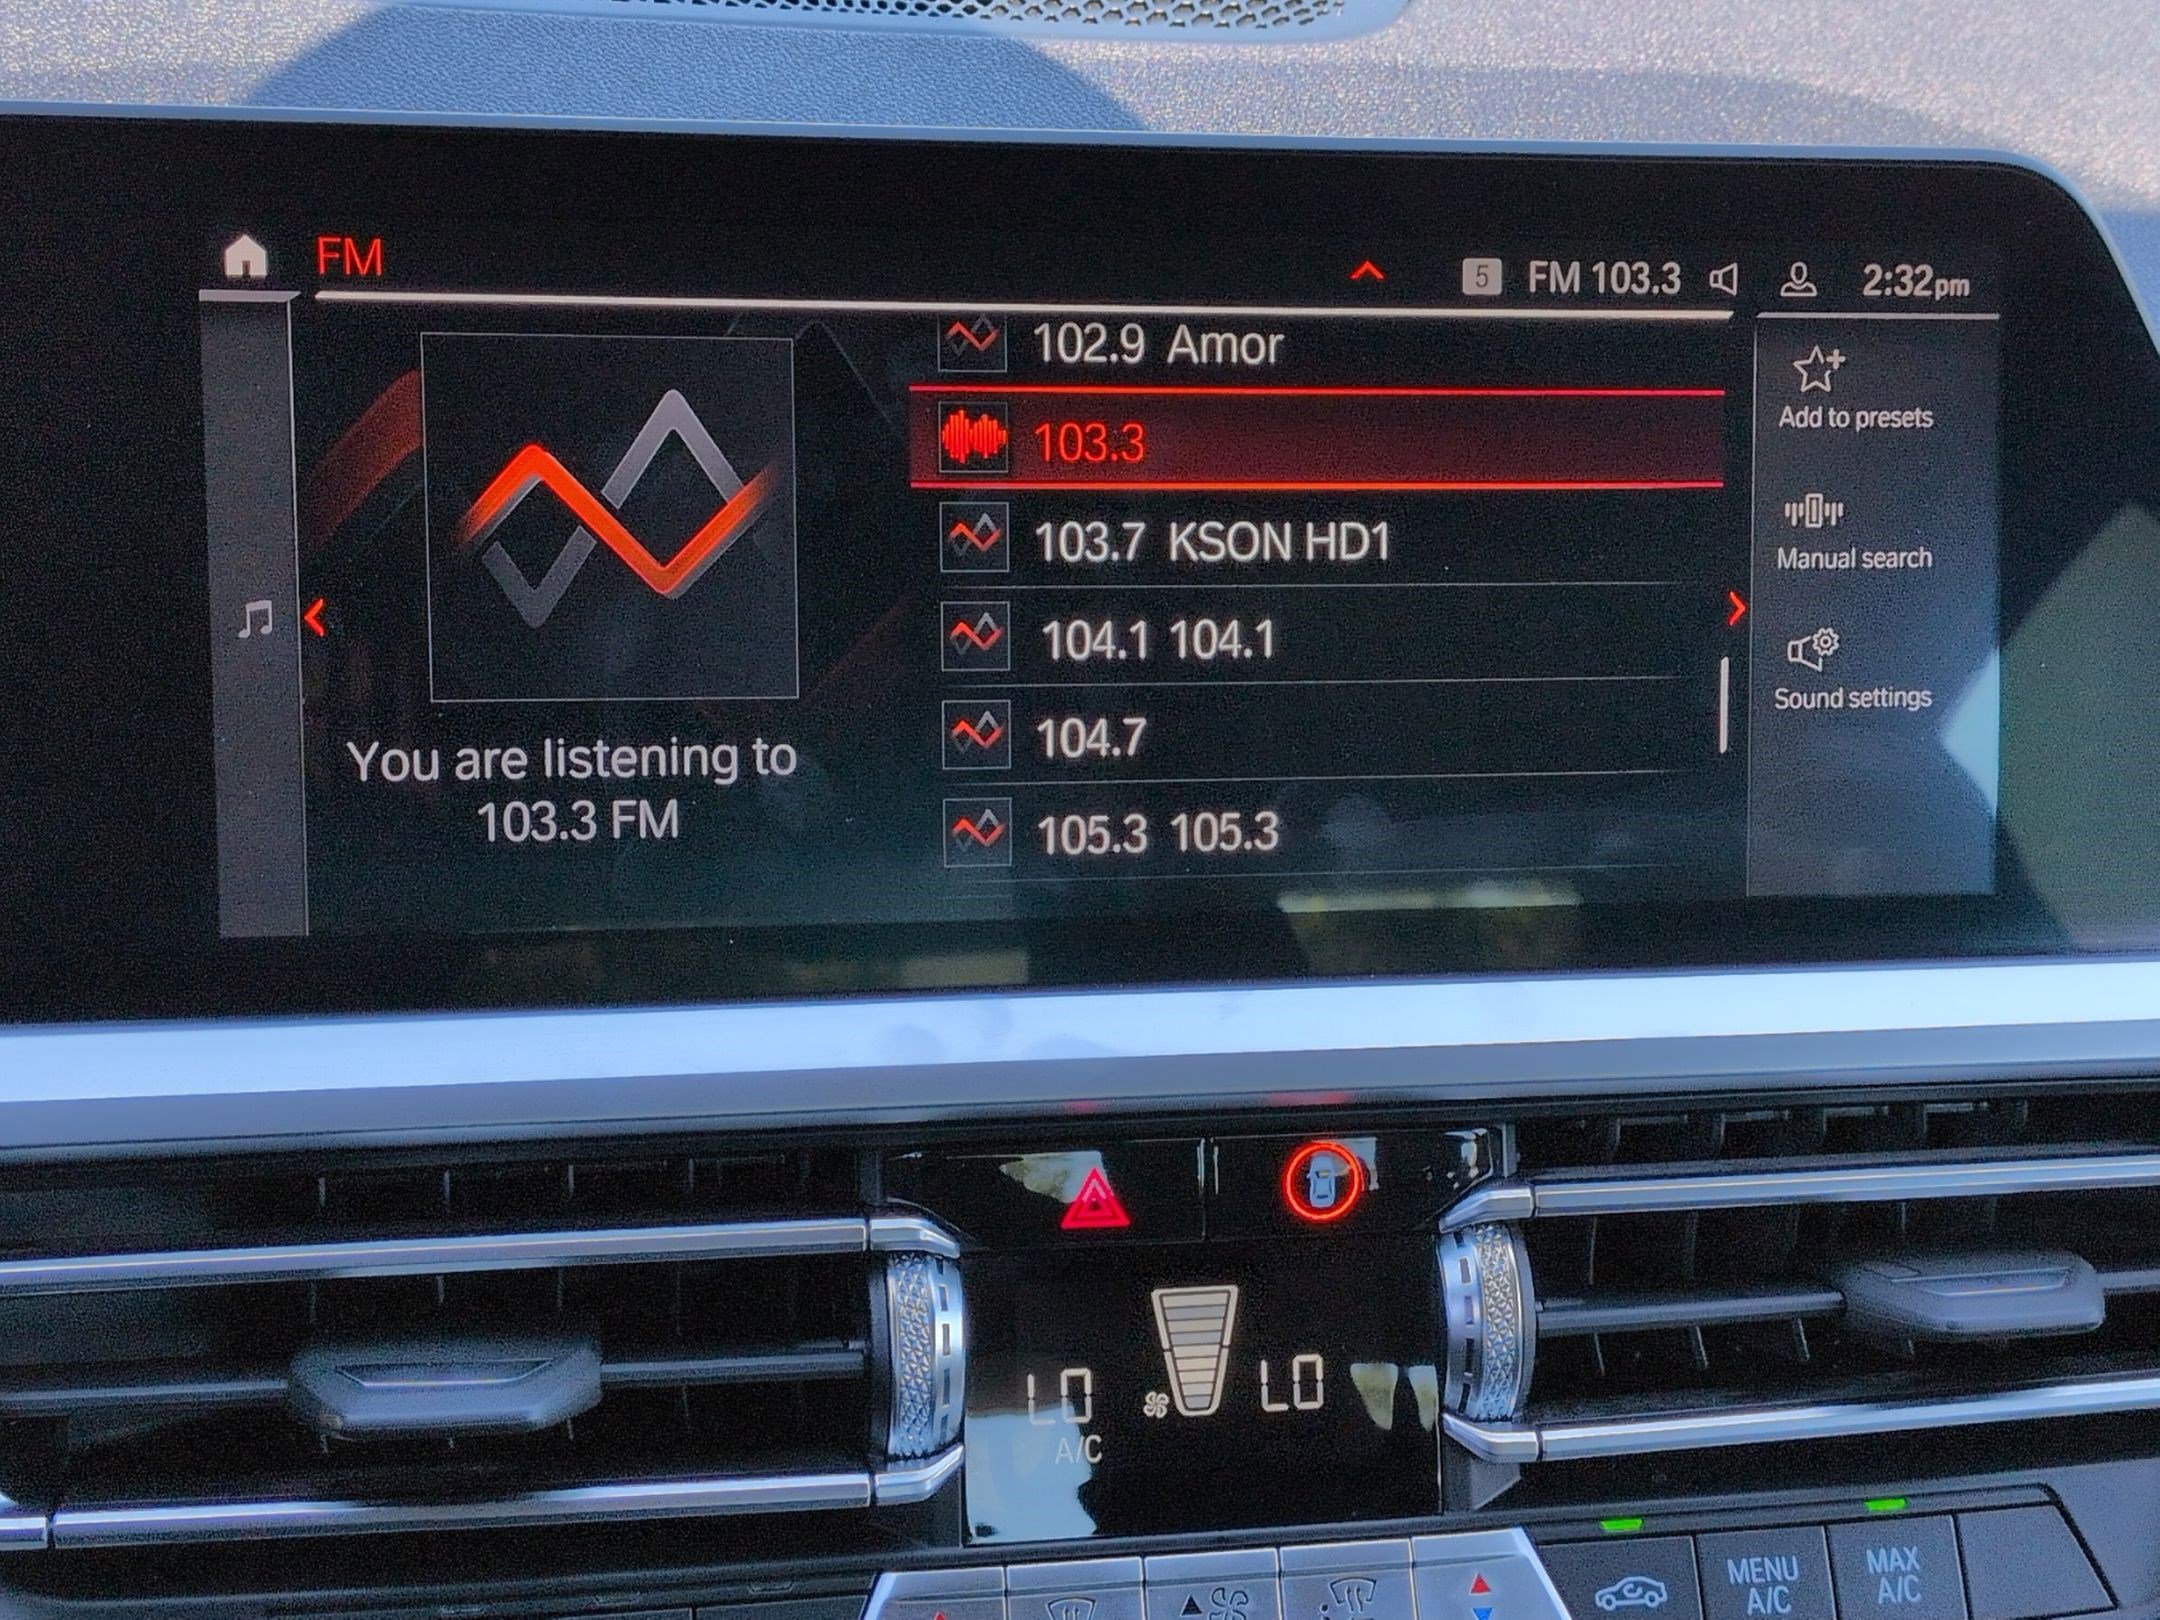 FM
5 FM 103.3 2:32pm
102.9 Amor
103.3
103.7 KSON HD1
104.1 104.1
104.7
105.3 105.3
You are listening to
103.3 FM
Add to presets
Manual search
Sound settings
LO LO
A/C
MENU
A/C
MAX
A/C